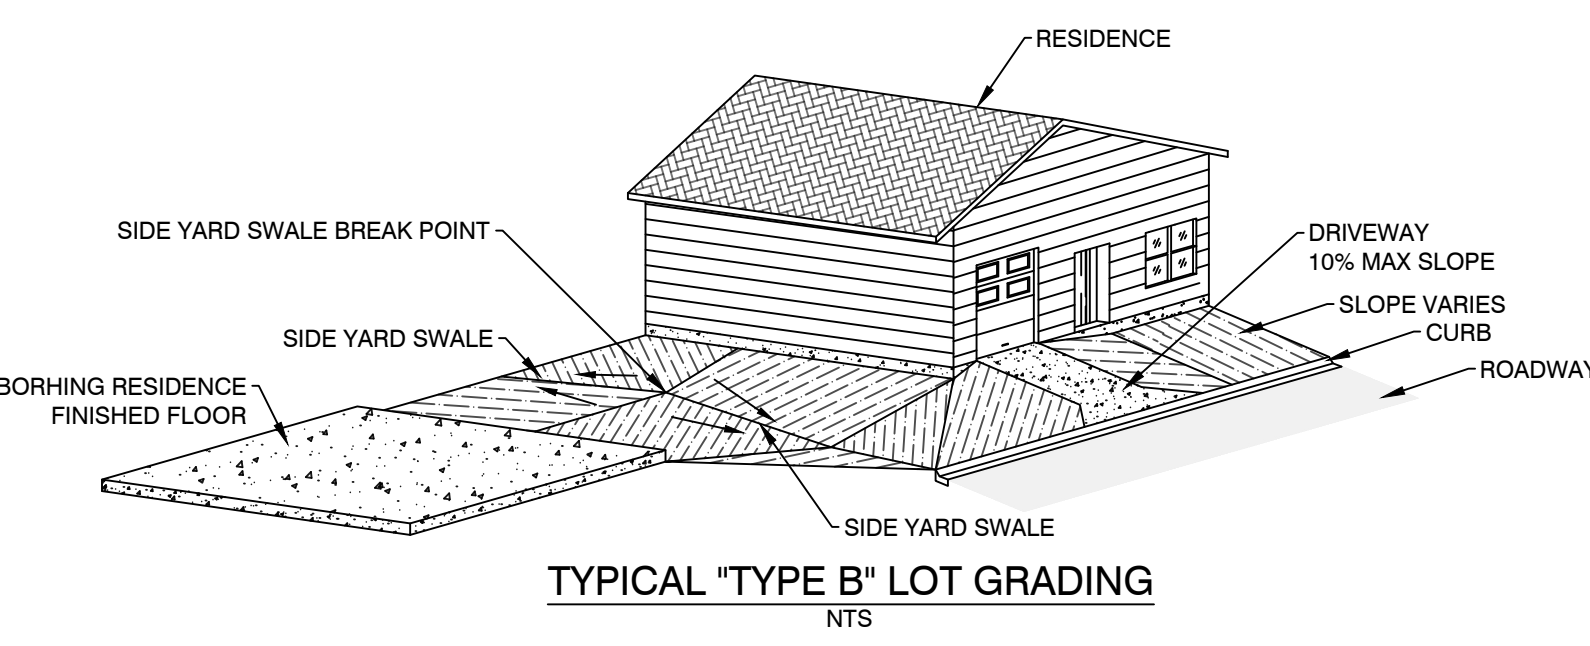 RESIDENCE
SIDE YARD SWALE BREAK POINT
DRIVEWAY
10% MAX SLOPE
SLOPE VARIES
SIDE YARD SWALE
CURB
ROADWAY
BORHING RESIDENCE
FINISHED FLOOR
SIDE YARD SWALE
TYPICAL "TYPE B" LOT GRADING
NTS